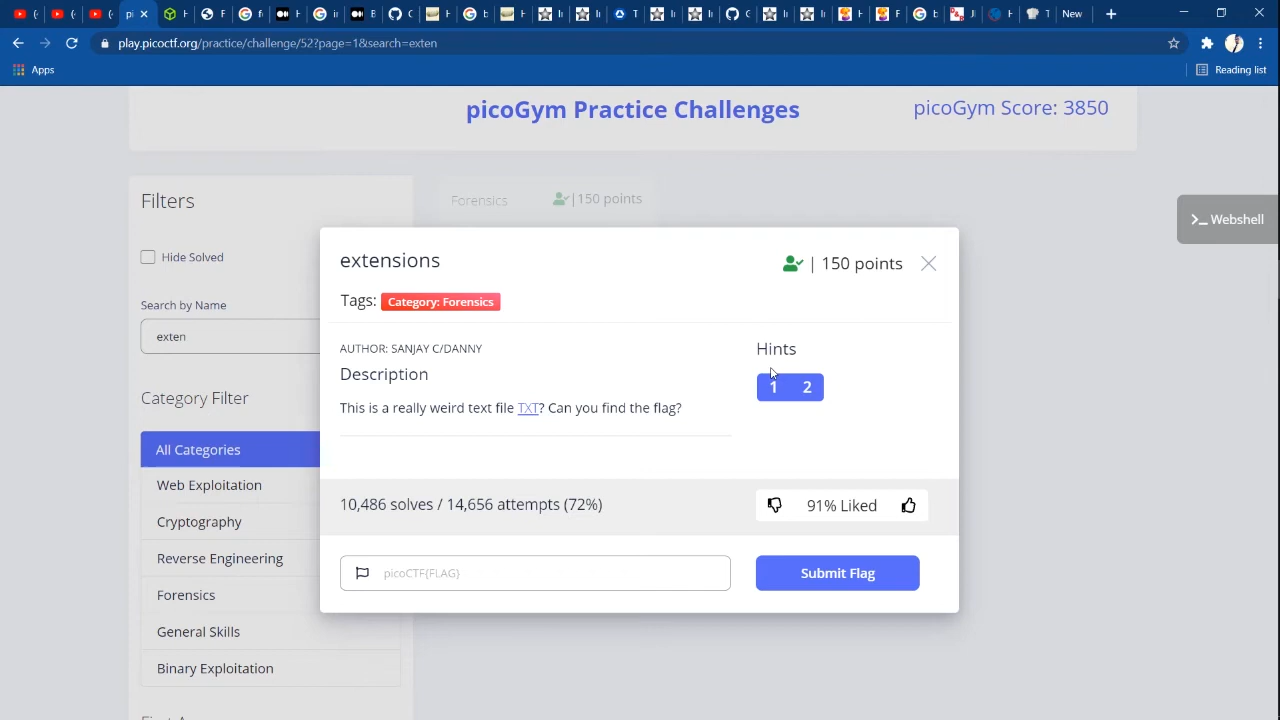 play.picoctf.org/practice/challenge/52?page=1&search=exten
Apps
Reading list
New
picoGym Practice Challenges
picoGym Score: 3850
Filters
Forensics
|150 points
>_ Webshell
Hide Solved
Search by Name
exten
Category Filter
All Categories
Web Exploitation
Cryptography
Reverse Engineering
Forensics
General Skills
Binary Exploitation
extensions
| 150 points
Tags: Category: Forensics
AUTHOR: SANJAY C/DANNY
Hints
Description
1 2
This is a really weird text file TXT? Can you find the flag?
10,486 solves / 14,656 attempts (72%)
91% Liked
picoCTF{FLAG}
Submit Flag